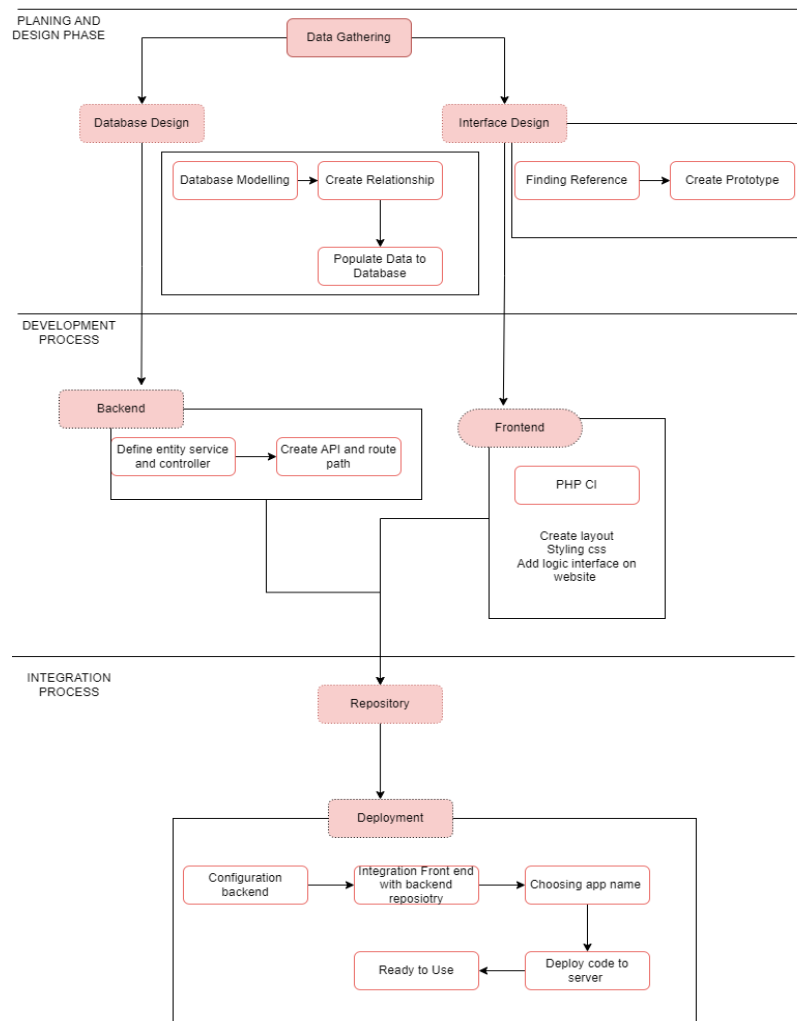 PLANING AND
DESIGN PHASE
Data Gathering
Database Design
Interface Design
Database Modelling
Create Relationship
Populate Data to
Database
Finding Reference
Create Prototype
DEVELOPMENT
PROCESS
Backend
Define entity service
and controller
Create API and route
path
Frontend
PHP CI
Create layout
Styling css
Add logic interface on
website
INTEGRATION
PROCESS
Repository
Deployment
Configuration
backend
Integration Front end
with backend
reposiotry
Choosing app name
Deploy code to
server
Ready to Use